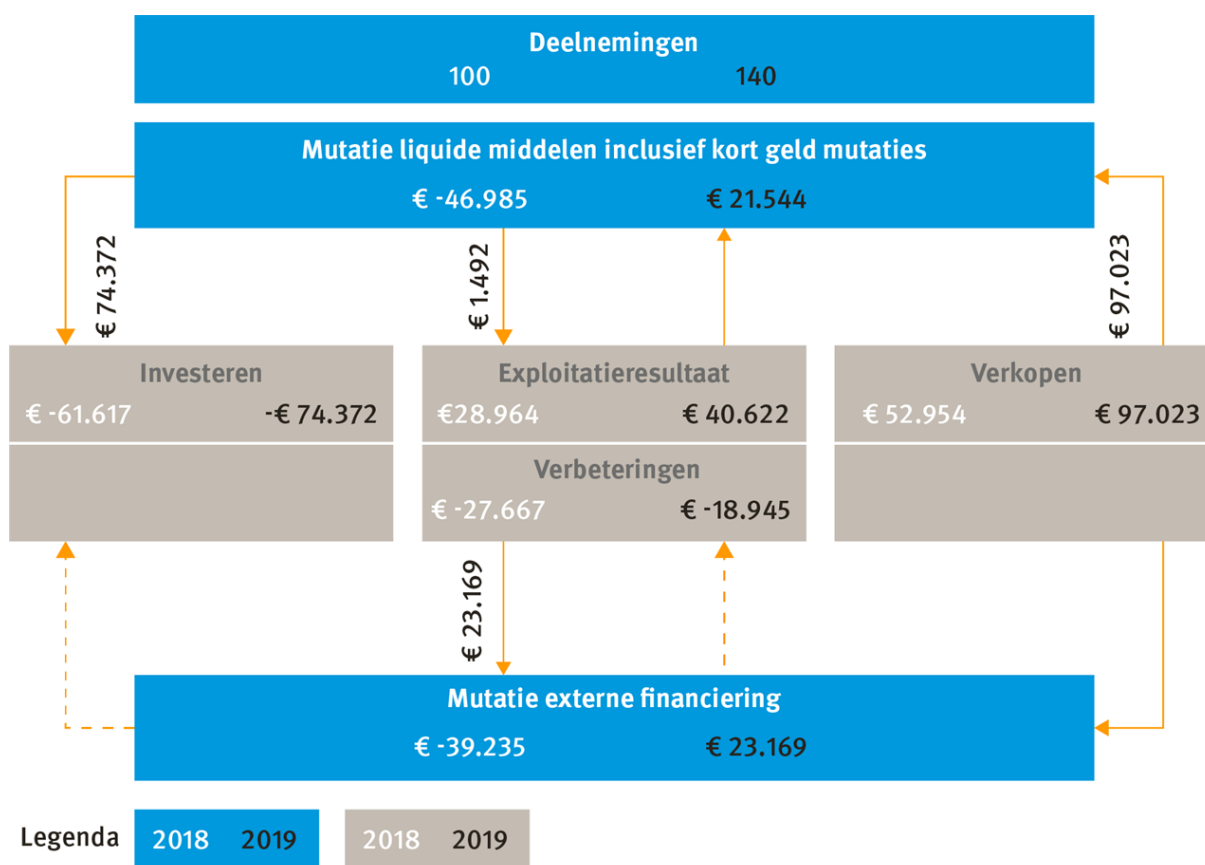 Deelnemingen
100 140
Mutatie liquide middelen inclusief kort geld mutaties
€ -46.985 € 21.544
€ 74.372
€ 1.492
€ 97.023
Investeren
€ -61.617 -€ 74.372
Exploitatieresultaat
€28.964 € 40.622
Verkopen
€ 52.954 € 97.023
Verbeteringen
€ -27.667 € -18.945
€ 23.169
Mutatie externe financiering
€ -39.235 € 23.169
Legenda 2018 2019 2018 2019